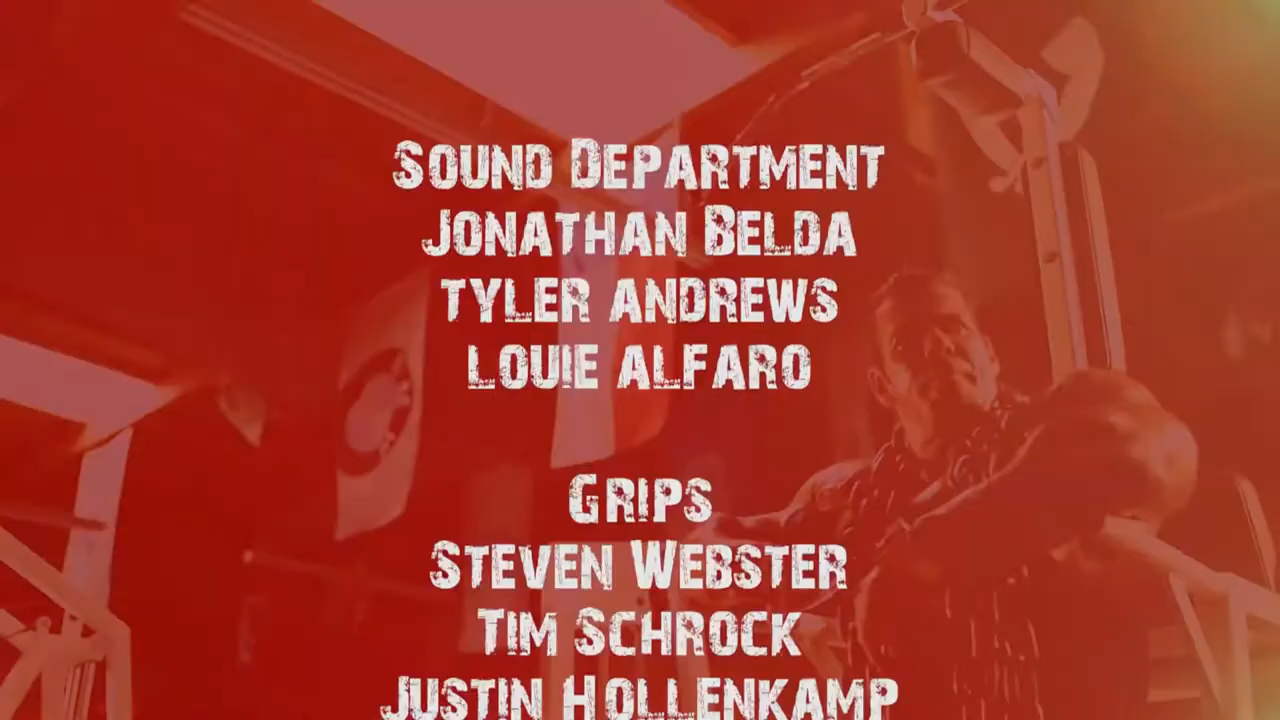 Sound Department
Jonathan Belda
Tyler Andrews
Louie Alfaro
Grips
Steven Webster
Tim Schrock
Justin Hollenkamp